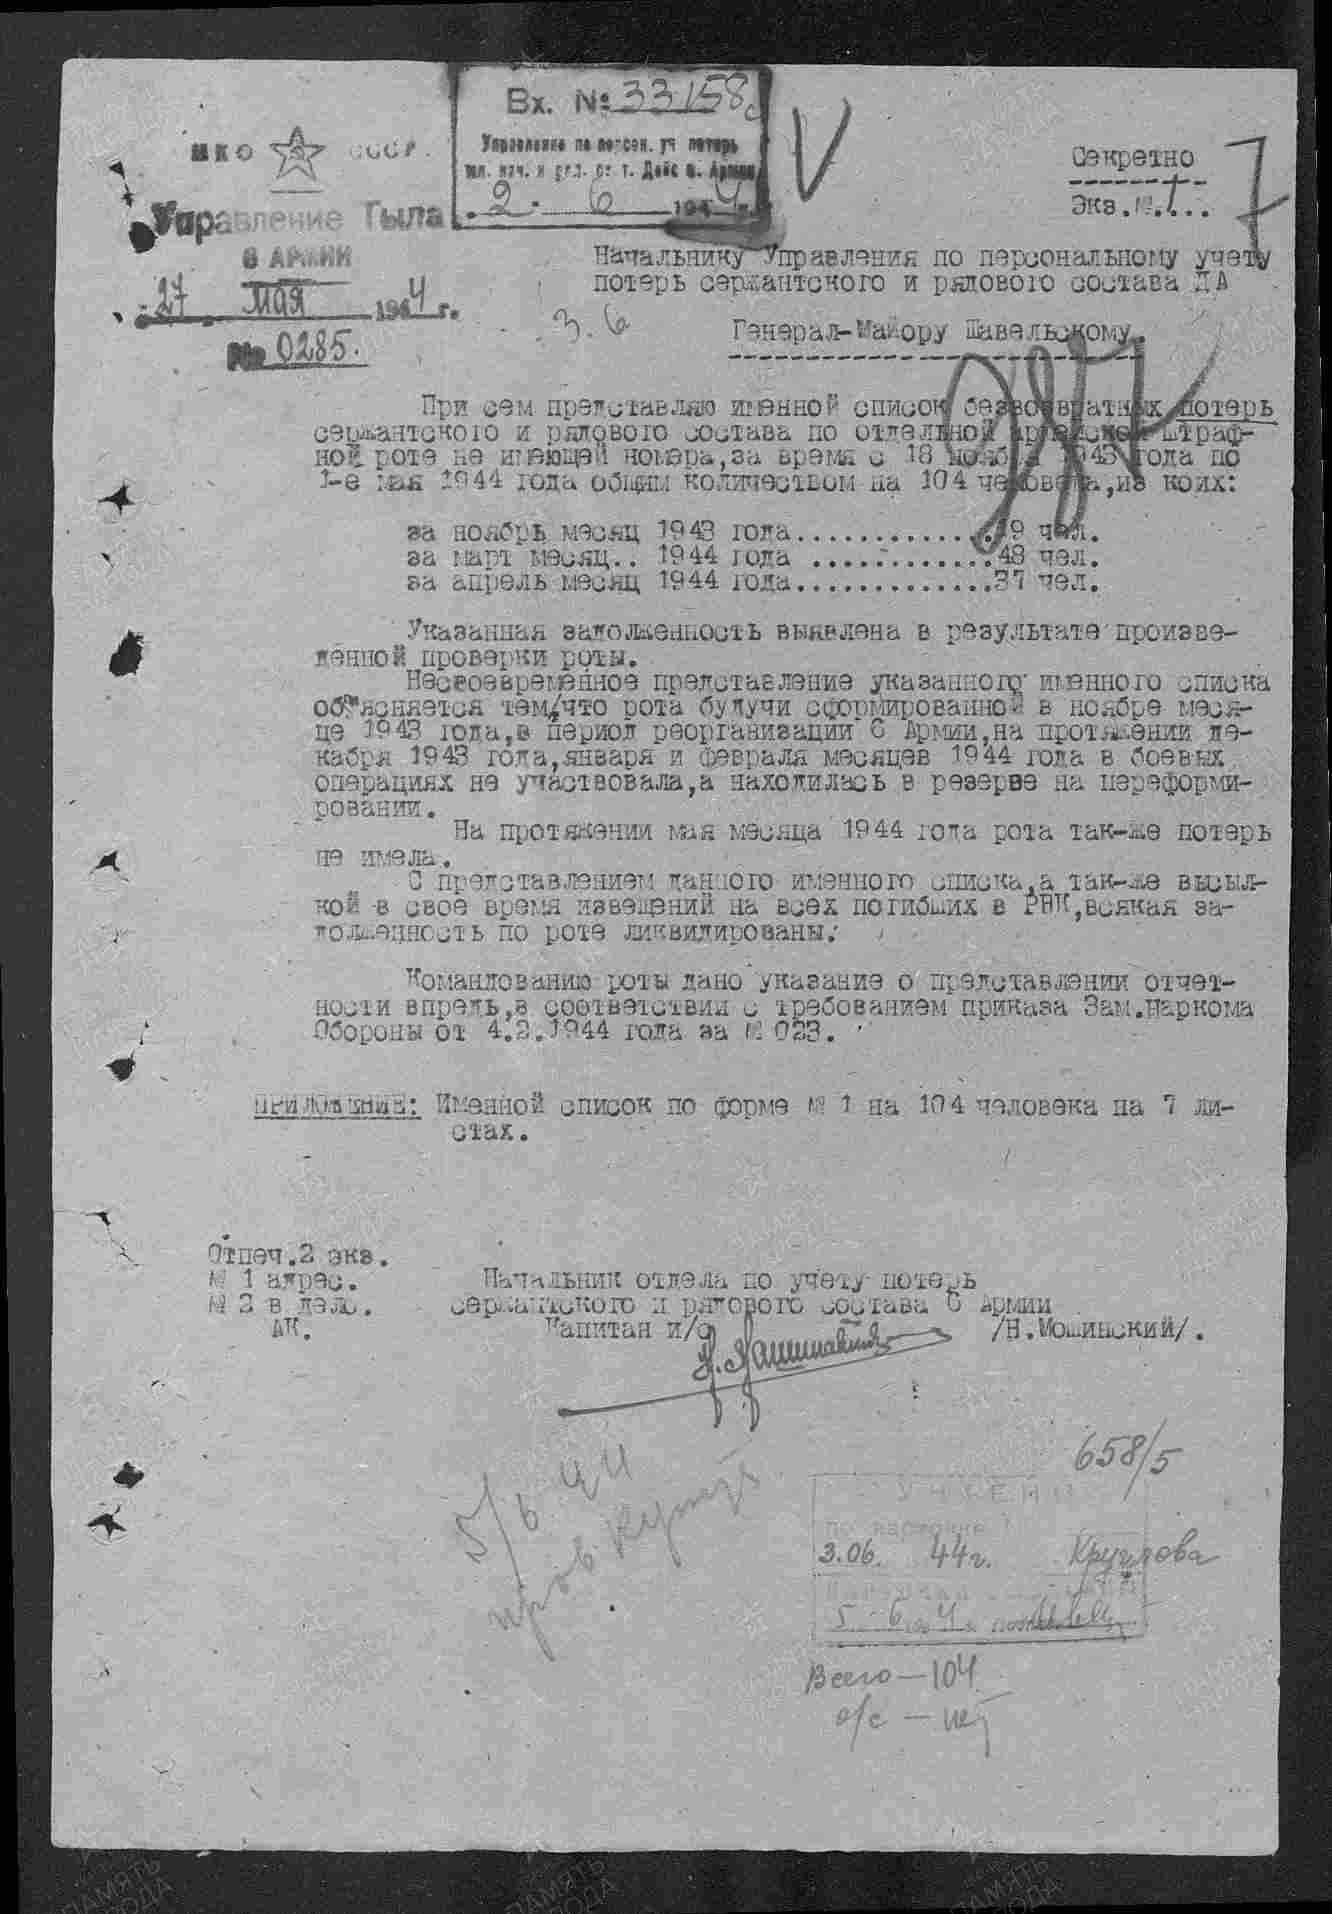 Вх. № 33158с
Управление по персон. уч потерь
мл. нач. и ряд. сост. Дейс в. Армии
2. 6 1944 г.
НКО СССР.
Управление Тыла
6 АРМИИ
27 мая 1944 г.
№ 0285.
Секретно
Экз.№.1...
7
Начальнику Управления по персональному учету
потерь сержантского и рядового состава ДА
3.6
Генерал-Майору Шавельскому.
При сем представляю именной список безвозвратных потерь
сержантского и рядового состава по отдельной армейской штраф-
ной роте не имеющей номера,за время с 18 ноября 1943 года по
1-е мая 1944 года общим количеством на 104 человека,из коих:
за ноябрь месяц 1943 года..............19 чел.
за март месяц.. 1944 года .............48 чел.
за апрель месяц 1944 года..............37 чел.
Указанная задолженность выявлена в результате произве-
денной проверки роты.
Несвоевременное представление указанного именного списка
объясняется тем,что рота будучи сформированной в ноябре меся-
це 1943 года,в период реорганизации 6 Армии,на протяжении де-
кабря 1943 года,января и февраля месяцев 1944 года в боевых
операциях не участвовала,а находилась в резерве на переформи-
ровании.
На протяжении мая месяца 1944 года рота так-же потерь
не имела.
С представлением данного именного списка,а так-же высыл-
кой в свое время извещений на всех погибших в РВК,всякая за-
долженность по роте ликвидированы.
Командованию роты дано указание о представлении отчет-
ности впредь,в соответствии с требованием приказа Зам.Наркома
Обороны от 4.2.1944 года за № 023.
ПРИЛОЖЕНИЕ: Именной список по форме № 1 на 104 человека на 7 ли-
стах.
Отпеч.2 экз.
№ 1 адрес.
№ 2 в дело.
АК.
Начальник отдела по учету потерь
сержантского и рядового состава 6 Армии
Капитан и/с /Н.Мошинский/.
658/5
5/6 44
пров.
УЧТЕНО
по картотеке
3.06. 44г. Круглова
5. 6 1944
Всего — 104
о/с — нет